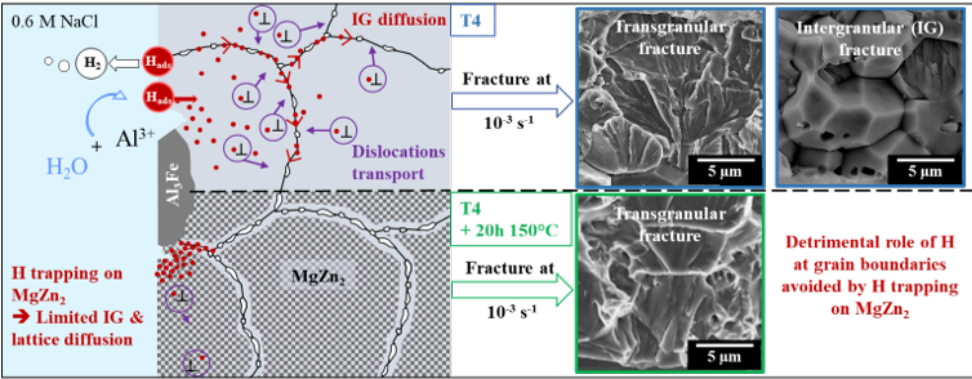 0.6 M NaCl
H₂
Hads
Hads
Al³⁺
+
H₂O
Al₃Fe
IG diffusion
Dislocations
transport
H trapping on
MgZn₂
➔ Limited IG &
lattice diffusion
MgZn₂
T4
Fracture at
10⁻³ s⁻¹
Transgranular
fracture
5 µm
Intergranular (IG)
fracture
5 µm
T4
+ 20h 150°C
Fracture at
10⁻³ s⁻¹
Transgranular
fracture
5 µm
Detrimental role of H
at grain boundaries
avoided by H trapping
on MgZn₂